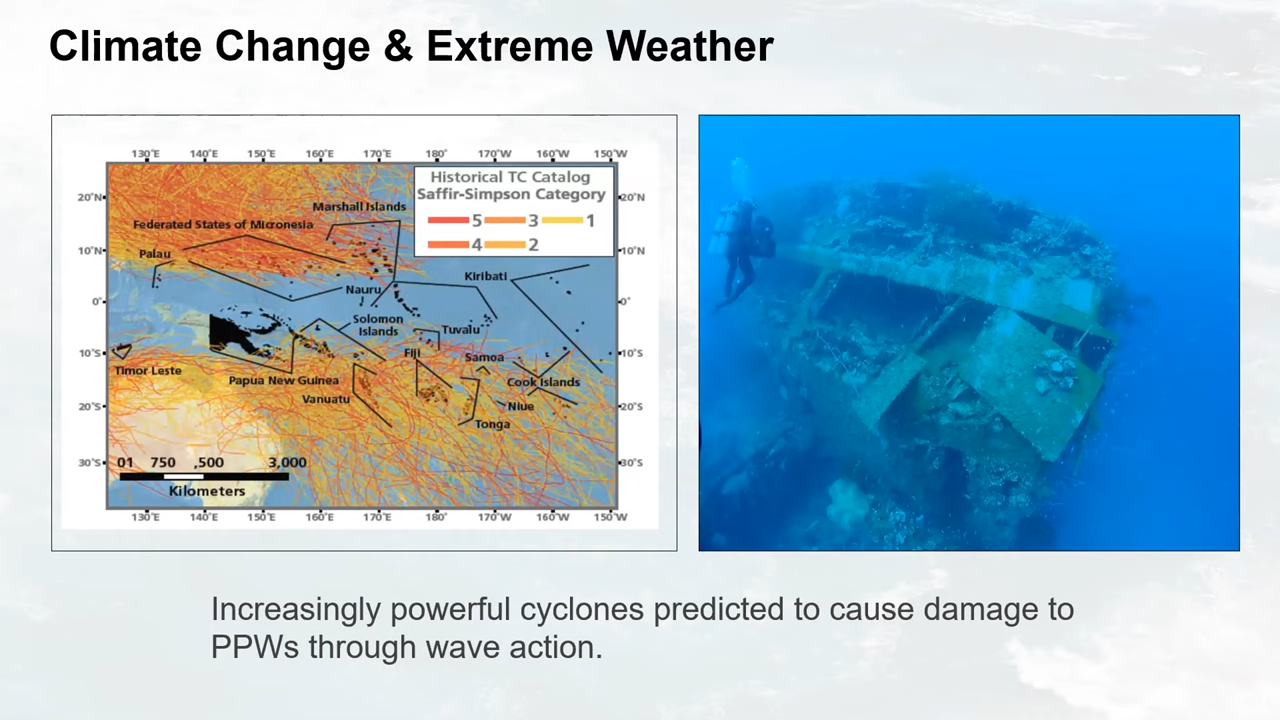 Climate Change & Extreme Weather
130°E 140°E 150°E 160°E 170°E 180° 170°W 160°W 150°W
Historical TC Catalog
Saffir-Simpson Category
5 3 1
4 2
20°N 20°N
Marshall Islands
Federated States of Micronesia
10°N 10°N
Palau
Kiribati
Nauru
0° 0°
Solomon
Islands
Tuvalu
10°S 10°S
Fiji
Samoa
Timor Leste
Papua New Guinea
Cook Islands
Vanuatu
20°S 20°S
Niue
Tonga
30°S 30°S
01 750 ,500 3,000
Kilometers
130°E 140°E 150°E 160°E 170°E 180° 170°W 160°W 150°W
Increasingly powerful cyclones predicted to cause damage to
PPWs through wave action.